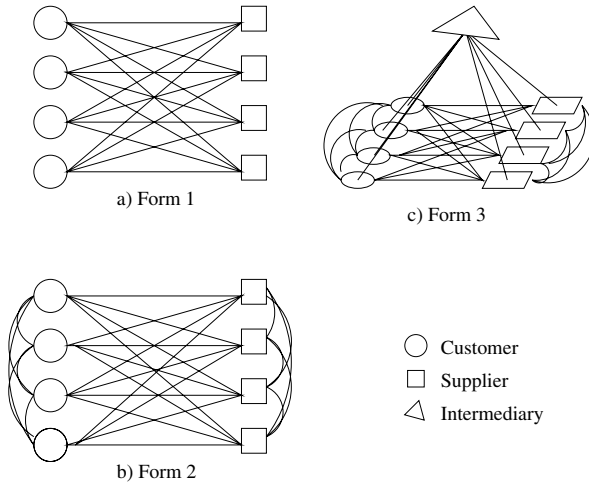 a) Form 1
c) Form 3
b) Form 2
Customer
Supplier
Intermediary